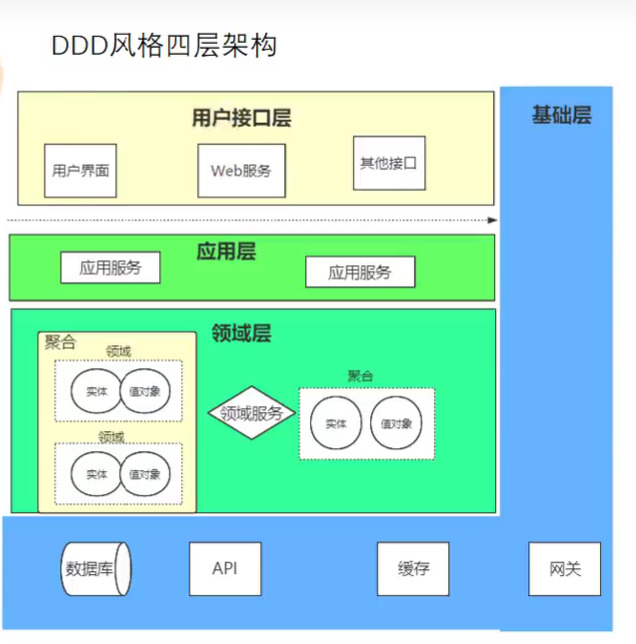 DDD风格四层架构
用户接口层
基础层
用户界面
Web服务
其他接口
应用层
应用服务
应用服务
领域层
聚合
领域
实体
值对象
领域服务
聚合
实体
值对象
领域
实体
值对象
数据库
API
缓存
网关